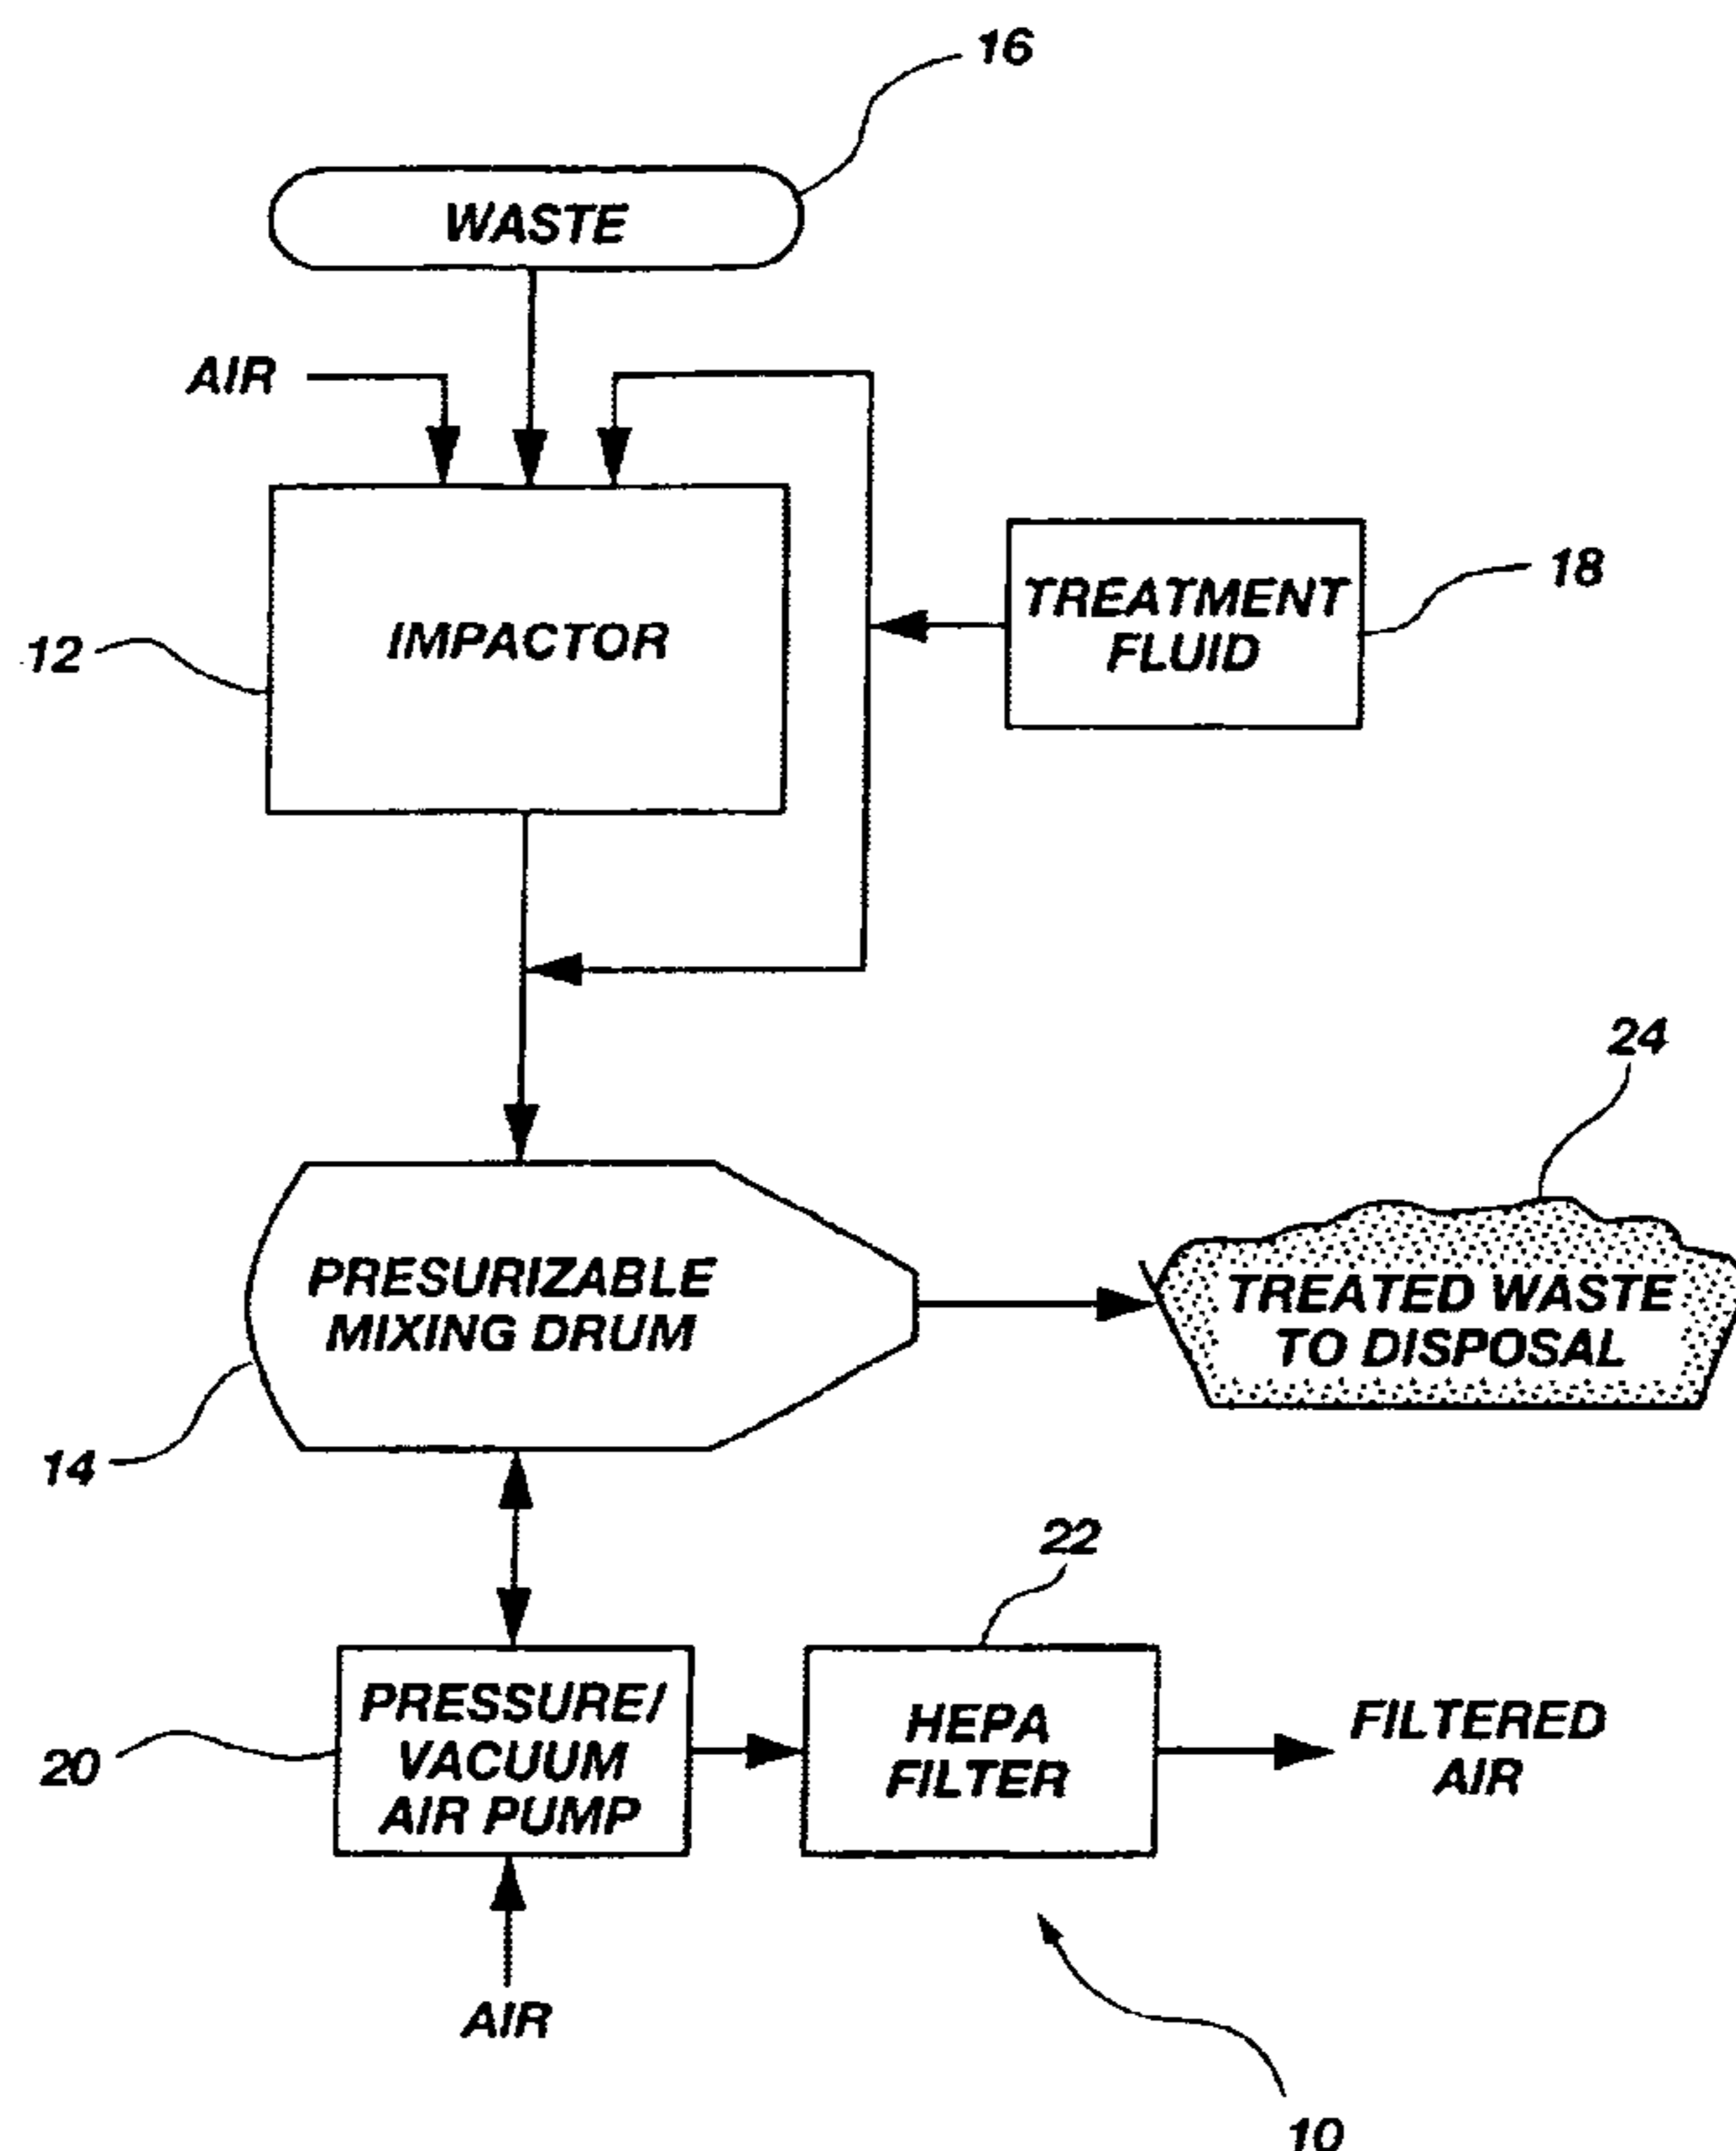 16
WASTE
AIR
12
IMPACTOR
TREATMENT
FLUID
18
24
PRESURIZABLE
MIXING DRUM
TREATED WASTE
TO DISPOSAL
14
22
PRESSURE/
VACUUM
AIR PUMP
20
HEPA
FILTER
FILTERED
AIR
AIR
10